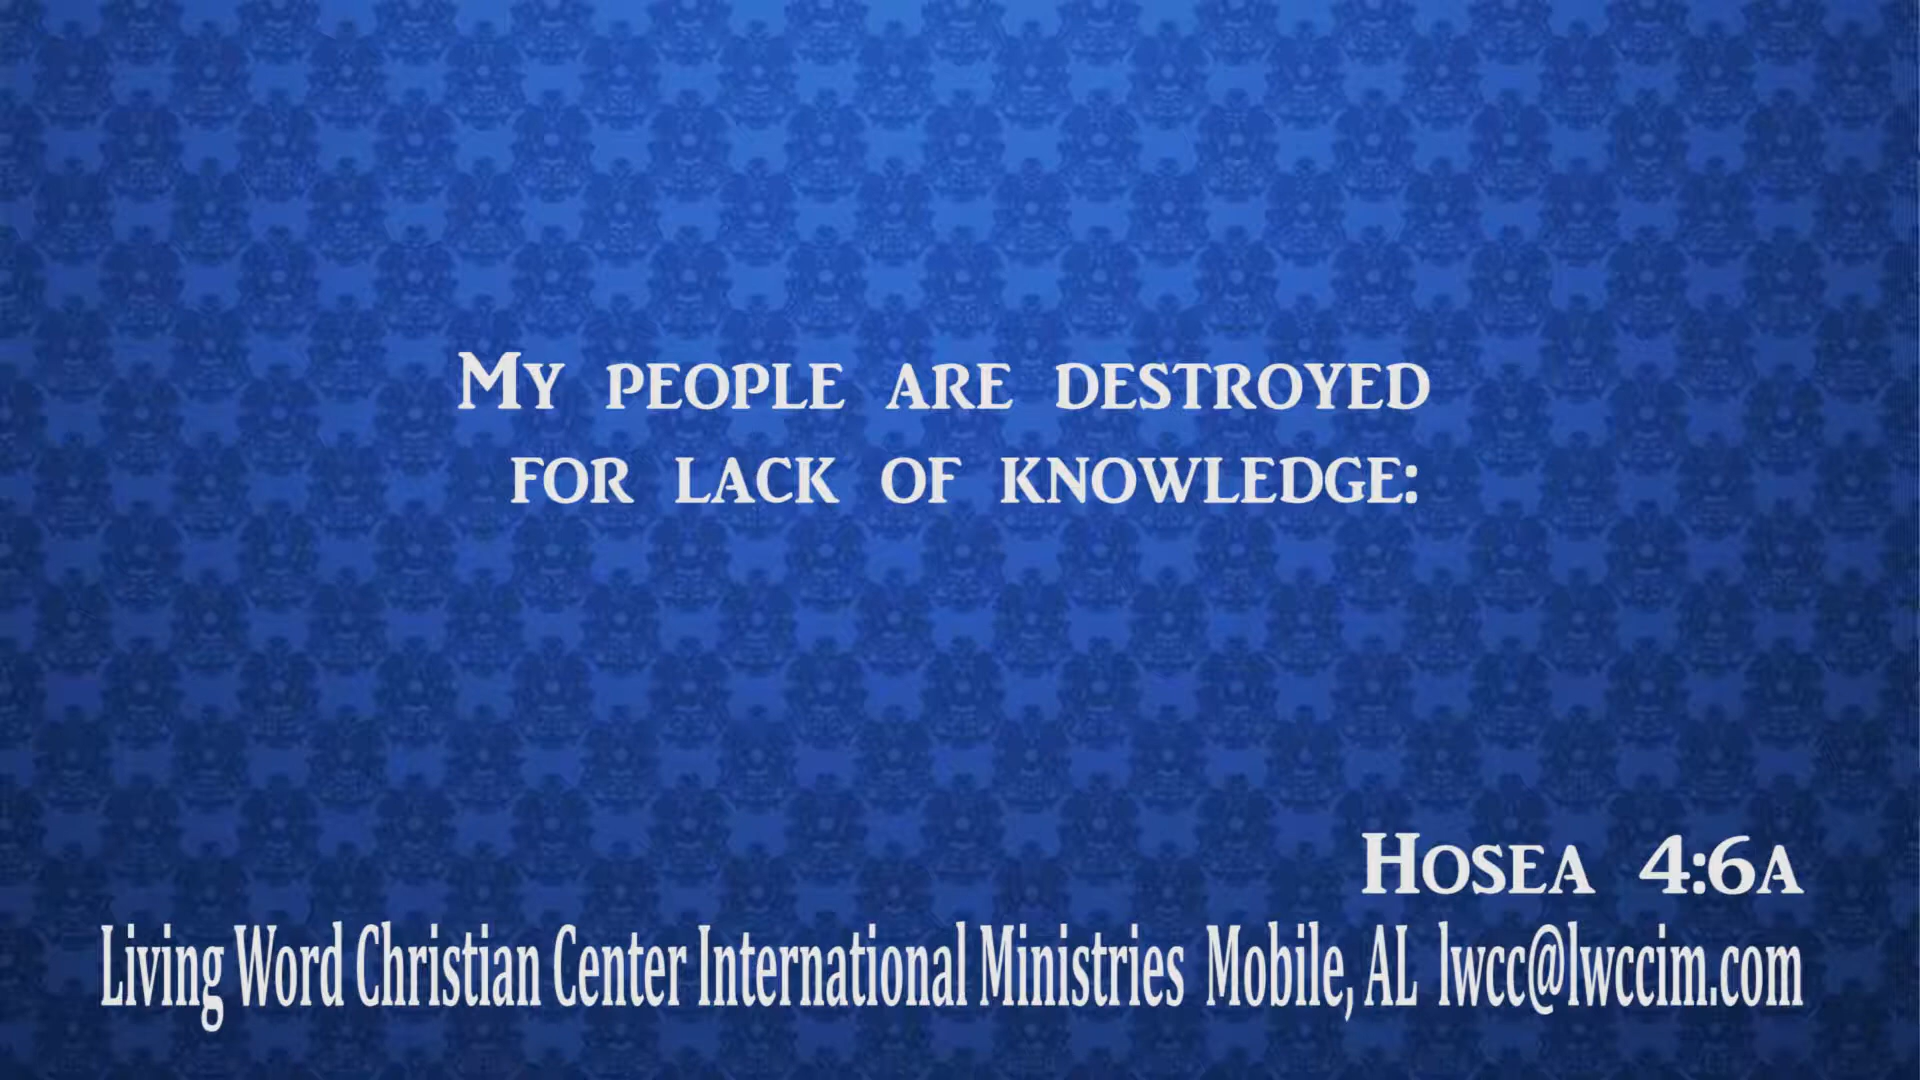 My people are destroyed
for lack of knowledge:
Hosea 4:6a
Living Word Christian Center International Ministries Mobile, AL lwcc@lwccim.com